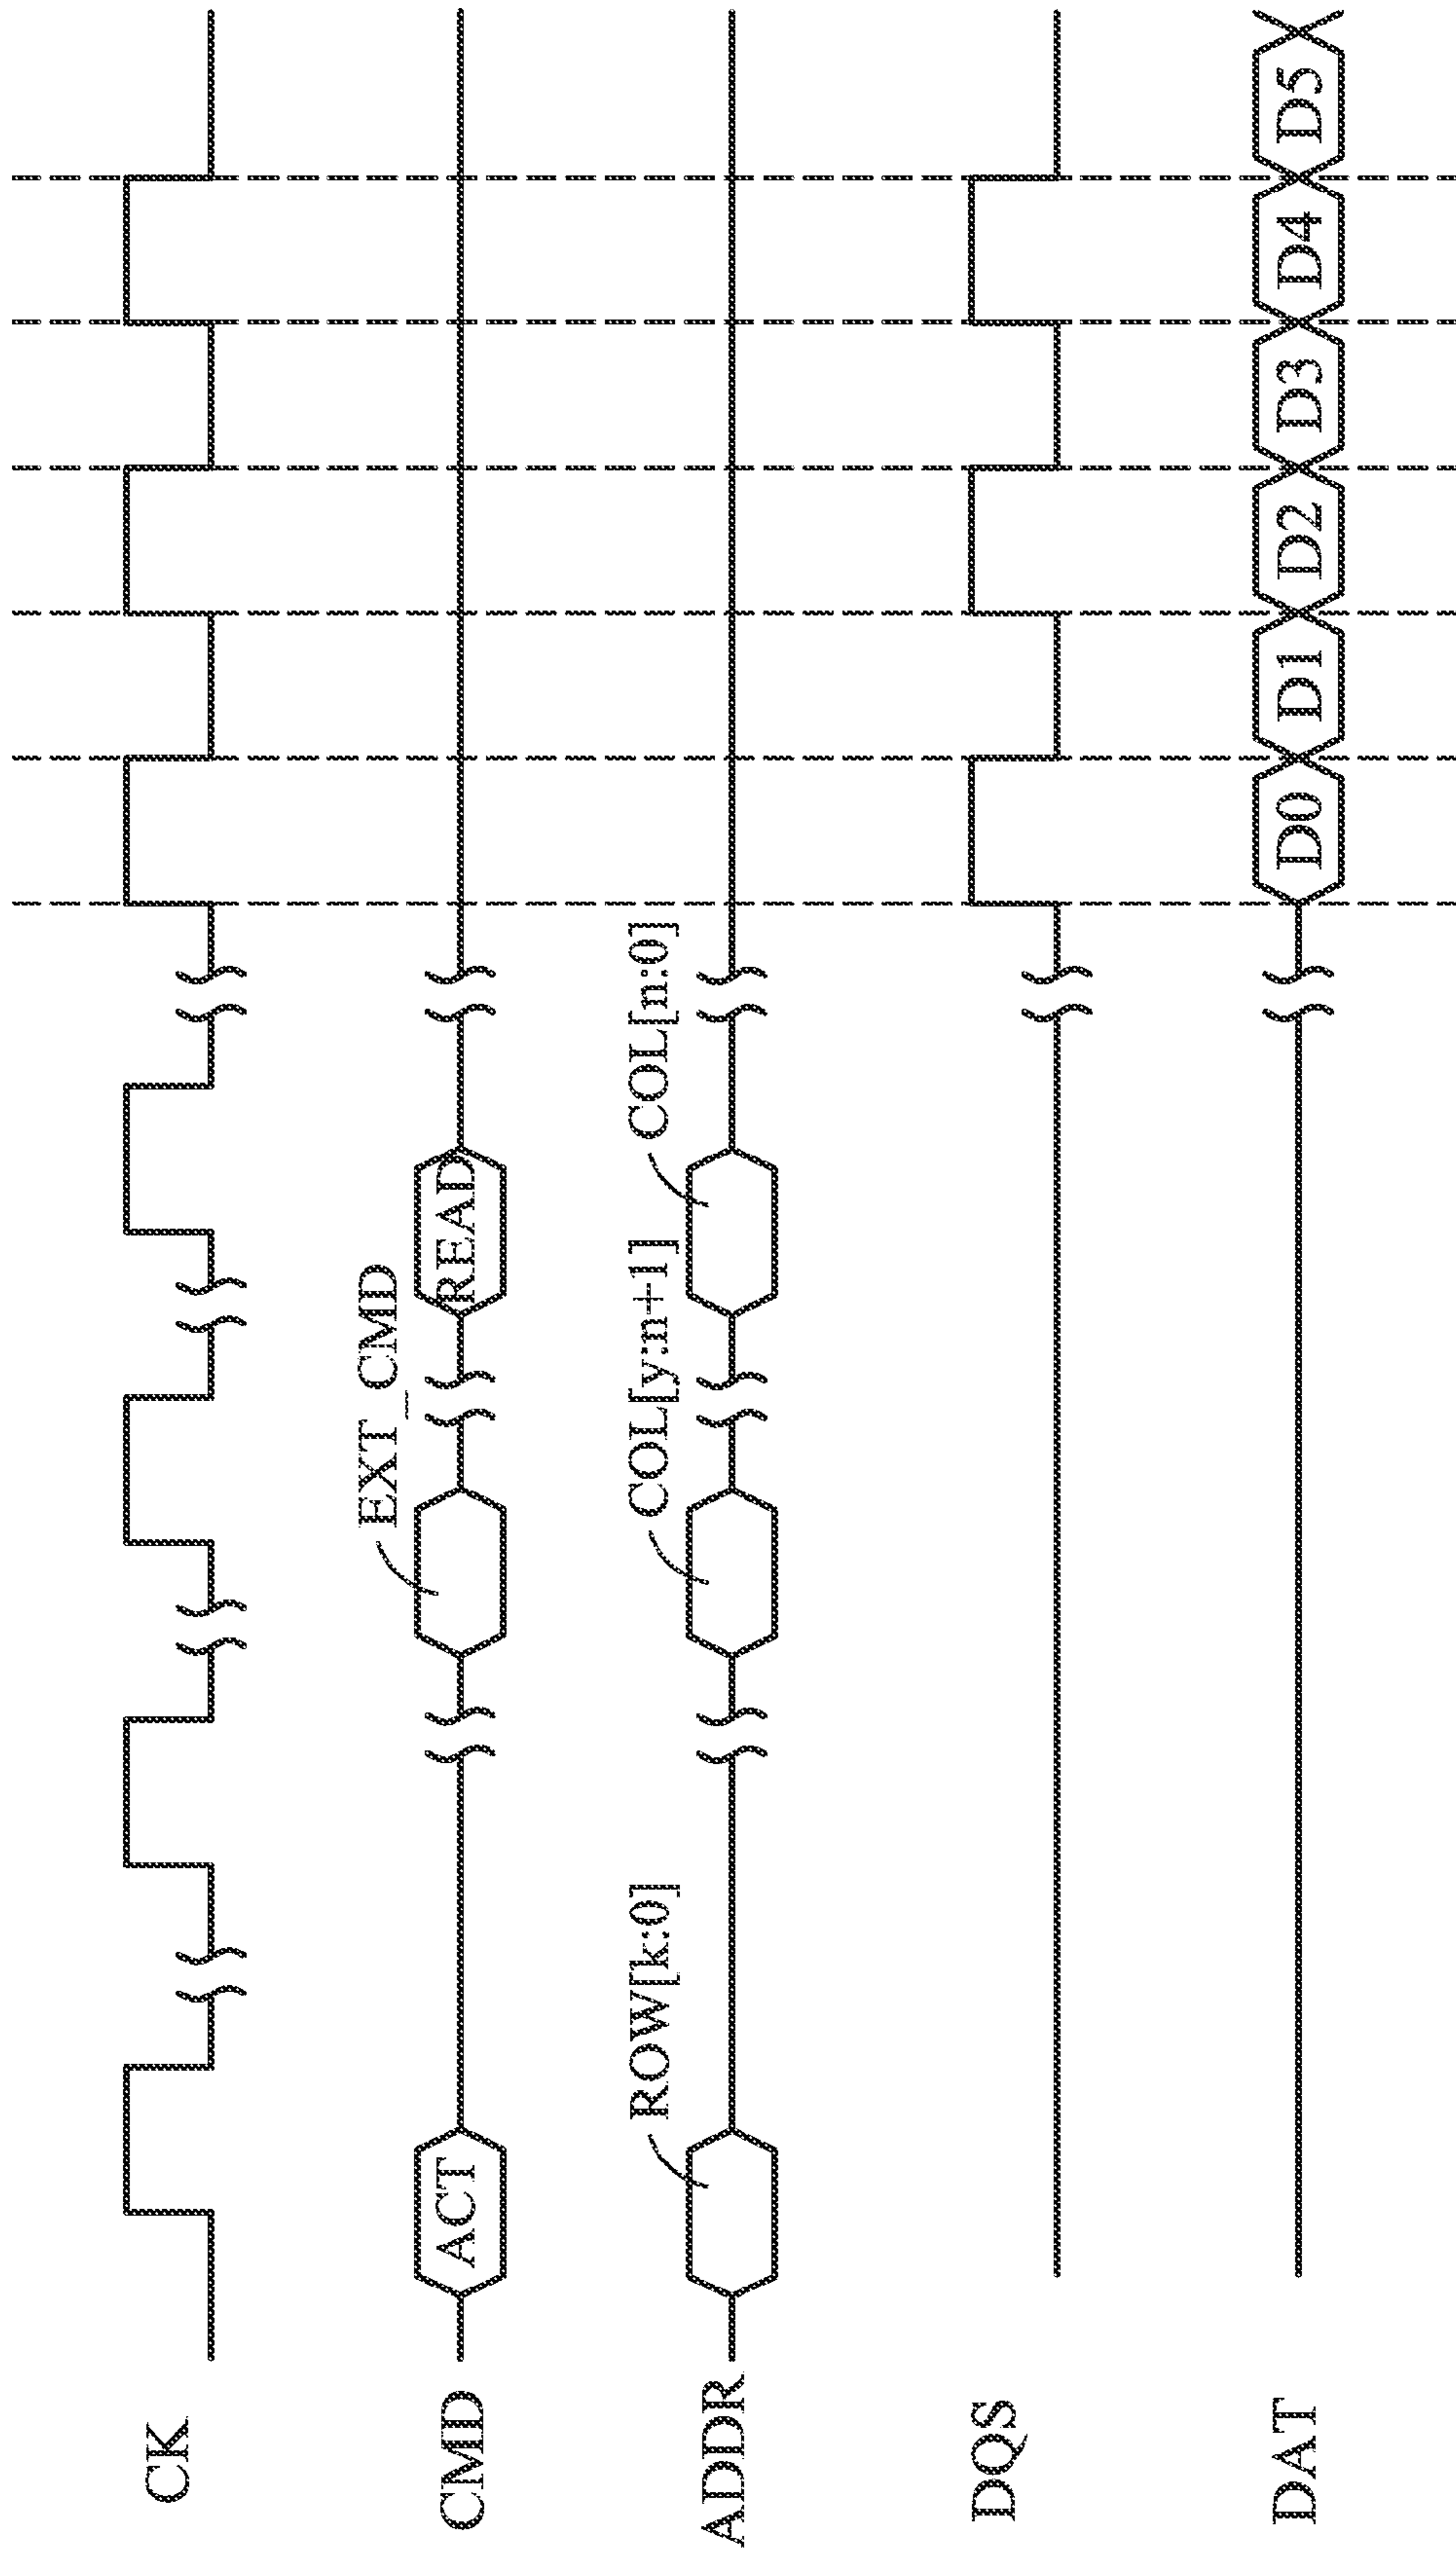 CK
CMD
ACT
EXT_CMD
READ
ADDR
ROW[k:0]
COL[y:n+1]
COL[n:0]
DQS
DAT
D0
D1
D2
D3
D4
D5